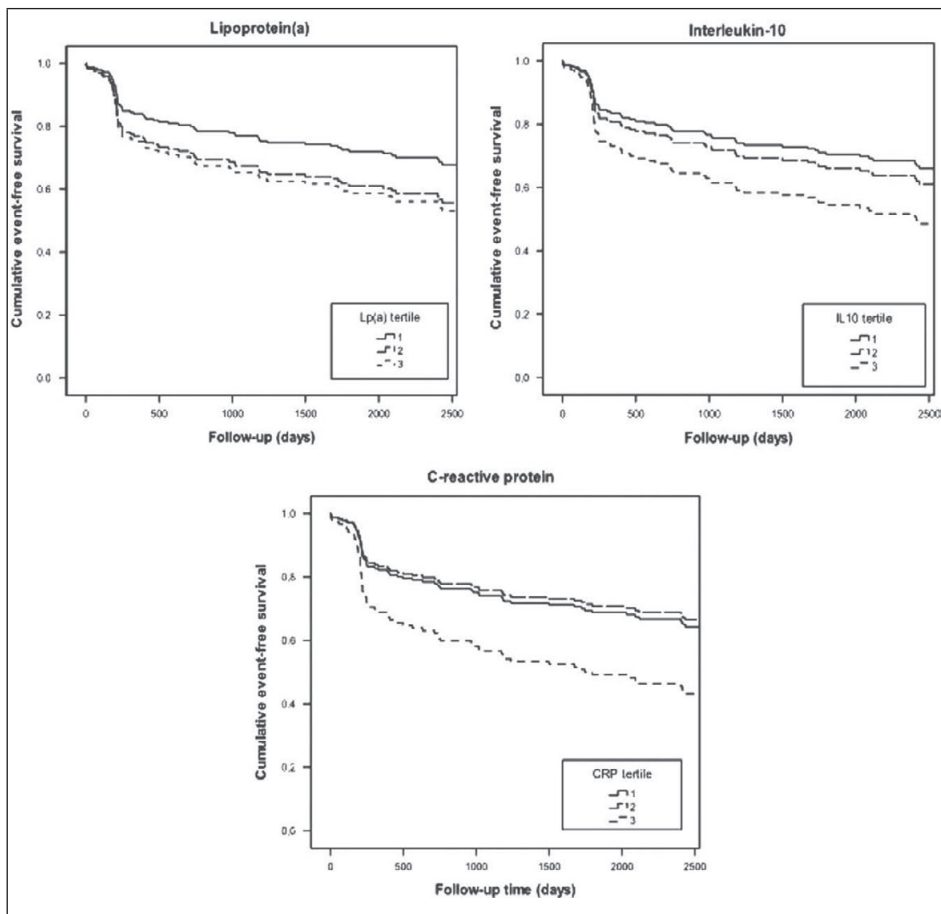 Lipoprotein(a)
Cumulative event-free survival
1.0
0.8
0.6
0.4
0.2
0.0
Lp(a) tertile
1
2
3
0 500 1000 1500 2000 2500
Follow-up (days)
Interleukin-10
Cumulative event-free survival
1.0
0.8
0.6
0.4
0.2
0.0
IL10 tertile
1
2
3
0 500 1000 1500 2000 2500
Follow-up (days)
C-reactive protein
Cumulative event-free survival
1.0
0.8
0.6
0.4
0.2
0.0
CRP tertile
1
2
3
0 500 1000 1500 2000 2500
Follow-up time (days)